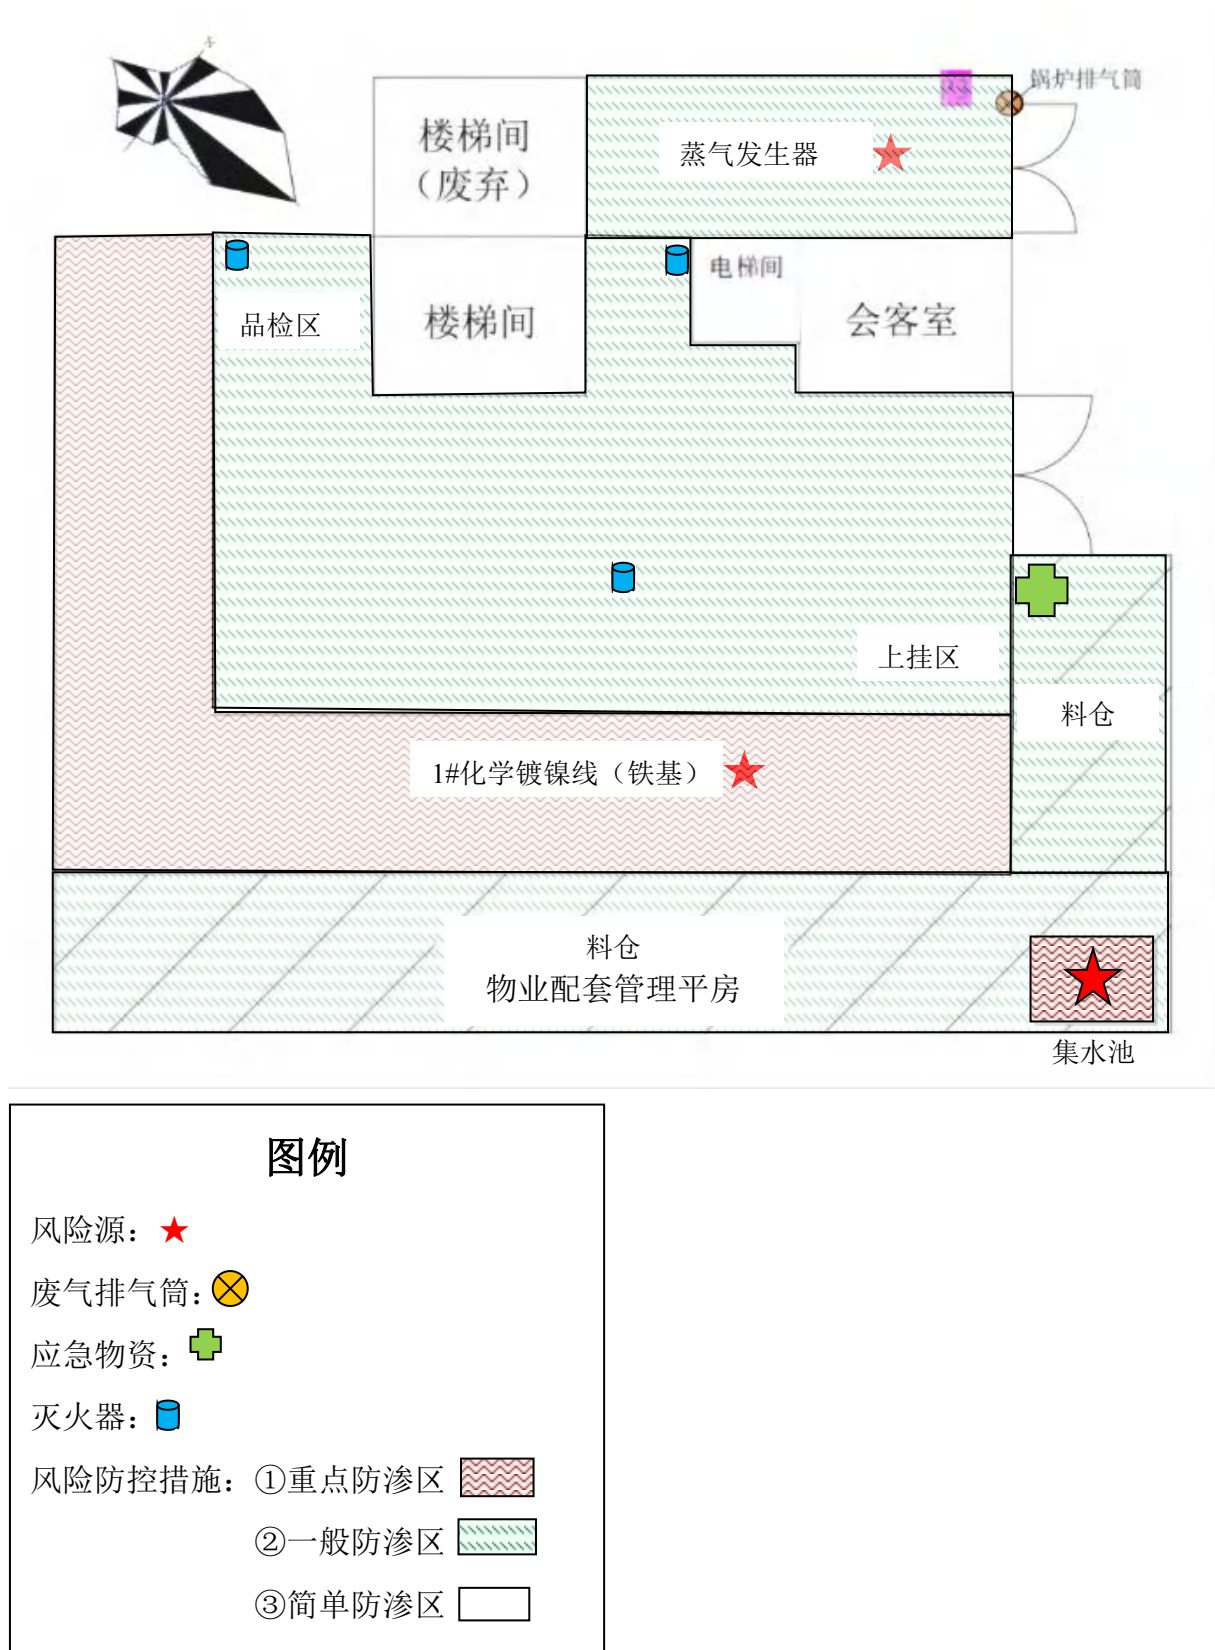 锅炉排气筒
楼梯间
（废弃）
蒸气发生器
电梯间
品检区
楼梯间
会客室
上挂区
料仓
1#化学镀镍线（铁基）
料仓
物业配套管理平房
集水池
图例
风险源：
废气排气筒：
应急物资：
灭火器：
风险防控措施：①重点防渗区
②一般防渗区
③简单防渗区